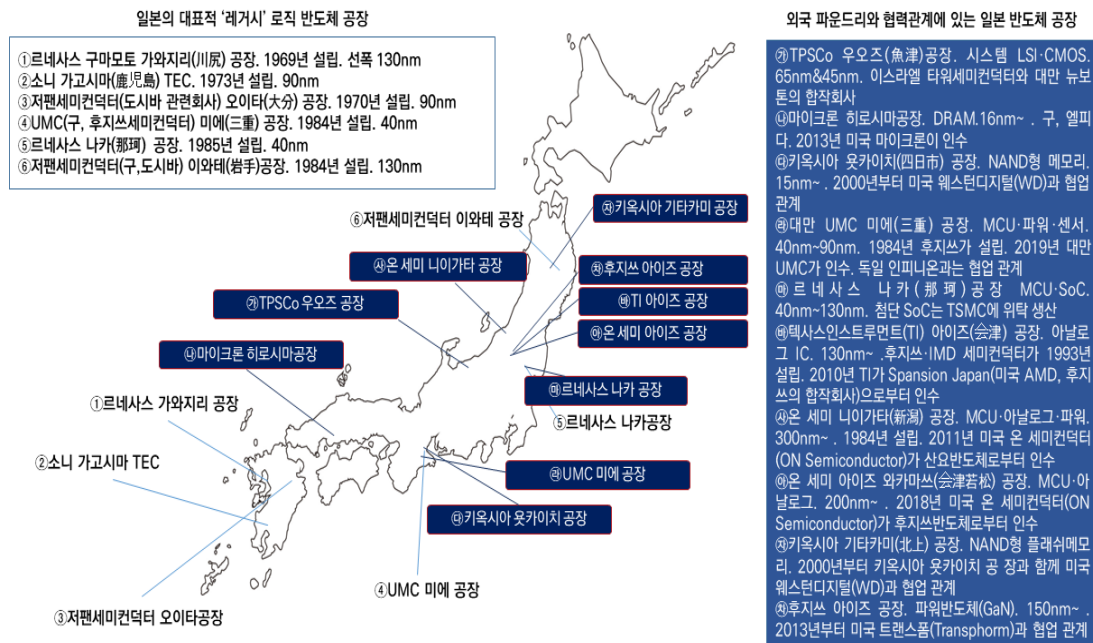 일본의 대표적 ‘레거시’ 로직 반도체 공장
①르네사스 구마모토 가와지리(川尻) 공장. 1969년 설립. 선폭 130nm
②소니 가고시마(鹿児島) TEC. 1973년 설립. 90nm
③저팬세미컨덕터(도시바 관련회사) 오이타(大分) 공장. 1970년 설립. 90nm
④UMC(구, 후지쓰세미컨덕터) 미에(三重) 공장. 1984년 설립. 40nm
⑤르네사스 나카(那珂) 공장. 1985년 설립. 40nm
⑥저팬세미컨덕터(구,도시바) 이와테(岩手)공장. 1984년 설립. 130nm
㉶키옥시아 기타카미 공장
⑥저팬세미컨덕터 이와테 공장
㉴온 세미 니이가타 공장
㉷후지쓰 아이즈 공장
㉮TPSCo 우오즈 공장
㉳TI 아이즈 공장
㉵온 세미 아이즈 공장
㉯마이크론 히로시마공장
㉲르네사스 나카 공장
①르네사스 가와지리 공장
⑤르네사스 나카공장
②소니 가고시마 TEC
㉱UMC 미에 공장
㉰키옥시아 욧카이치 공장
④UMC 미에 공장
③저팬세미컨덕터 오이타공장
외국 파운드리와 협력관계에 있는 일본 반도체 공장
㉮TPSCo 우오즈(魚津)공장. 시스템 LSI·CMOS.
65nm&45nm. 이스라엘 타워세미컨덕터와 대만 뉴보
톤의 합작회사
㉯마이크론 히로시마공장. DRAM.16nm~ . 구, 엘피
다. 2013년 미국 마이크론이 인수
㉰키옥시아 욧카이치(四日市) 공장. NAND형 메모리.
15nm~ . 2000년부터 미국 웨스턴디지털(WD)과 협업
관계
㉱대만 UMC 미에(三重) 공장. MCU·파워·센서.
40nm~90nm. 1984년 후지쓰가 설립. 2019년 대만
UMC가 인수. 독일 인피니온과는 협업 관계
㉲르네사스 나카(那珂)공장 MCU·SoC.
40nm~130nm. 첨단 SoC는 TSMC에 위탁 생산
㉳텍사스인스트루먼트(TI) 아이즈(会津) 공장. 아날로
그 IC. 130nm~ .후지쓰·IMD 세미컨덕터가 1993년
설립. 2010년 TI가 Spansion Japan(미국 AMD, 후지
쓰의 합작회사)으로부터 인수
㉴온 세미 니이가타(新潟) 공장. MCU·아날로그·파워.
300nm~ . 1984년 설립. 2011년 미국 온 세미컨덕터
(ON Semiconductor)가 산요반도체로부터 인수
㉵온 세미 아이즈 와카마쓰(会津若松) 공장. MCU·아
날로그. 200nm~ . 2018년 미국 온 세미컨덕터(ON
Semiconductor)가 후지쓰반도체로부터 인수
㉶키옥시아 기타카미(北上) 공장. NAND형 플래쉬메모
리. 2000년부터 키옥시아 욧카이치 공 장과 함께 미국
웨스턴디지털(WD)과 협업 관계
㉷후지쓰 아이즈 공장. 파워반도체(GaN). 150nm~ .
2013년부터 미국 트랜스폼(Transphorm)과 협업 관계